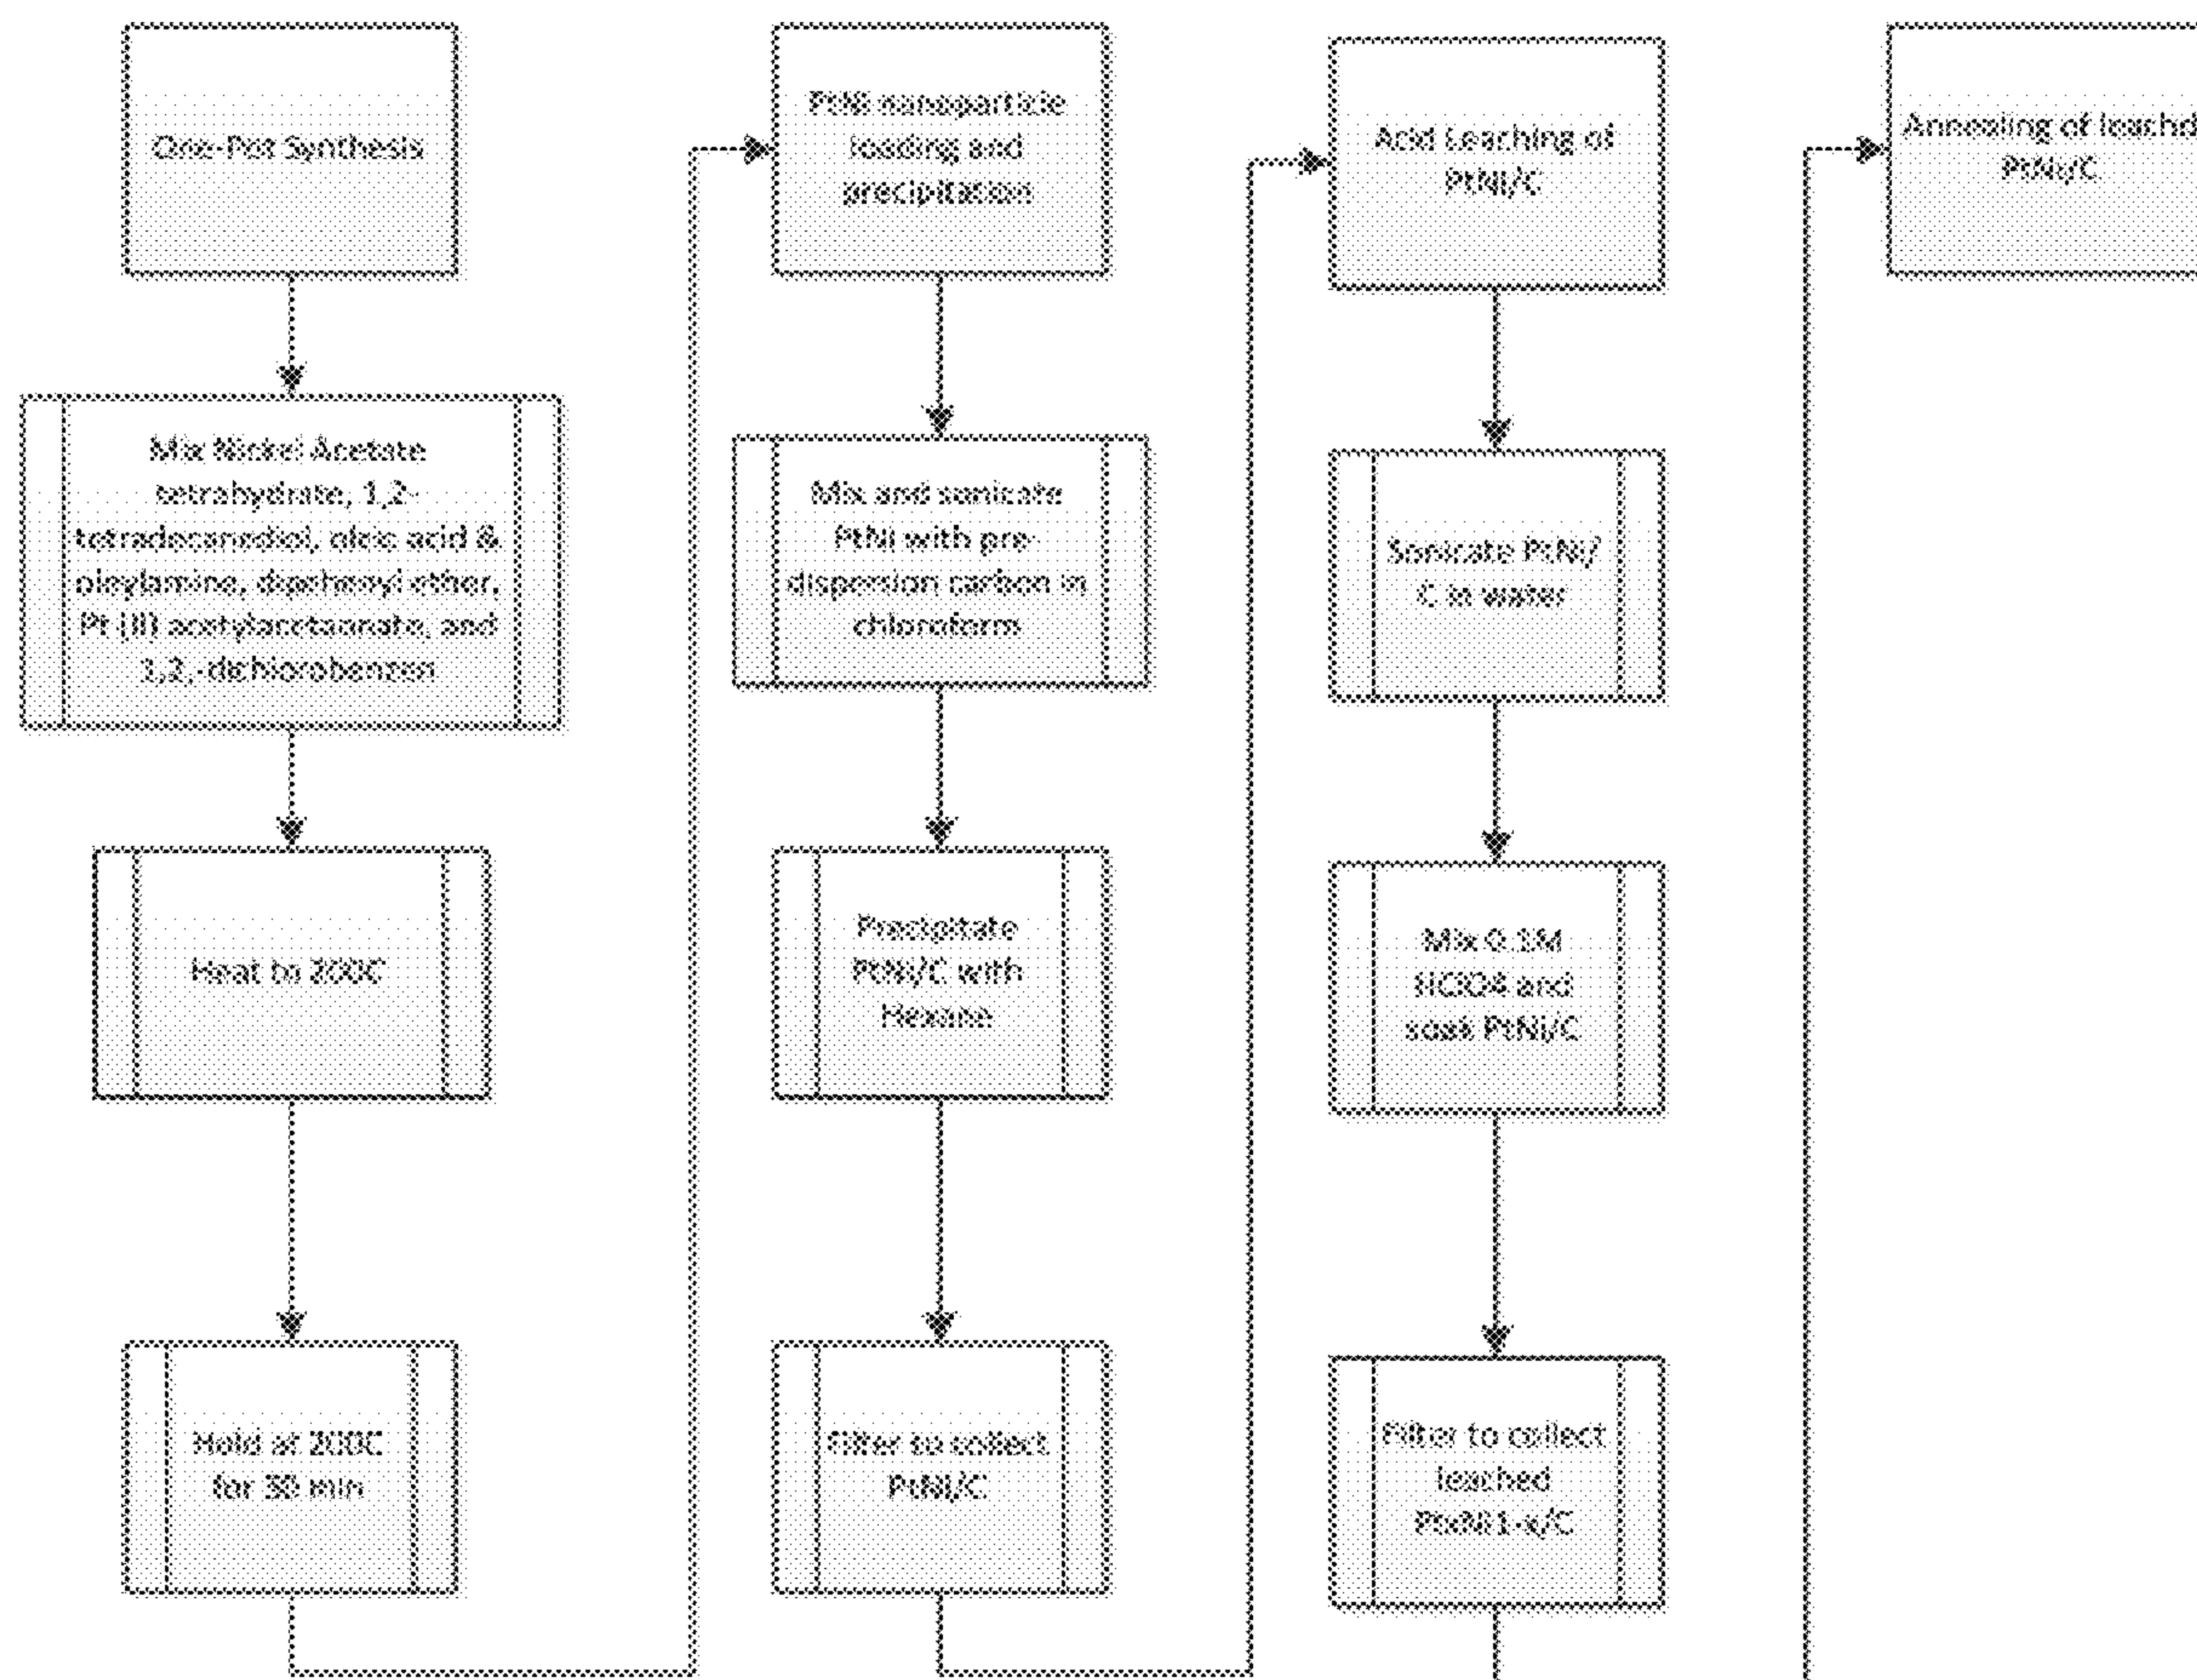 One-Pot Synthesis
Mix Nickel Acetate
tetrahydrate, 1,2-
tetradecanediol, oleic acid &
oleylamine, diphenyl ether,
Pt (II) acetylacetaonate, and
1,2,-dichlorobenzen
Heat to 200C
Hold at 200C
for 30 min
PtNi nanoparticle
loading and
precipitation
Mix and sonicate
PtNi with pre-
dispersion carbon in
chloroform
Precipitate
PtNi/C with
Hexane
Filter to collect
PtNi/C
Acid Leaching of
PtNi/C
Sonicate PtNi/
C in water
Mix 0.1M
HClO4 and
soak PtNi/C
Filter to collect
leached
PtxNi1-x/C
Annealing of leachd
PtNi/C